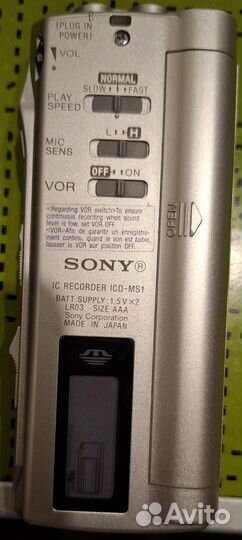 (PLUG IN
POWER)
VOL
NORMAL
SLOW FAST
PLAY
SPEED
L H
MIC
SENS
OFF ON
VOR
<Regarding VOR switch>To ensure
continuous recording when sound
level is low, set VOR OFF.
<VOR>Afin de garantir un enregistre-
ment continu, quand le son est faible,
laosser le VOR sur position OFF.
OPEN
SONY®
IC RECORDER ICD-MS1
BATT SUPPLY: 1.5V×2
LR03 SIZE AAA
Sony Corporation
MADE IN JAPAN
Avito